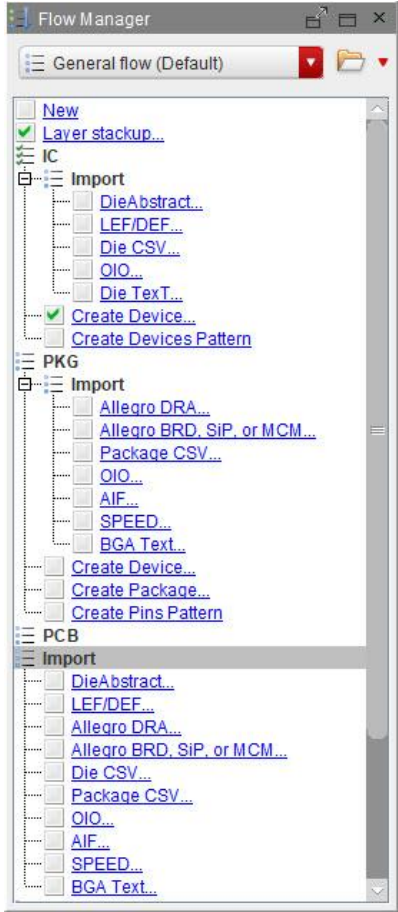 Flow Manager
General flow (Default)
New
Layer stackup...
IC
Import
DieAbstract...
LEF/DEF...
Die CSV...
OIO...
Die TexT...
Create Device...
Create Devices Pattern
PKG
Import
Allegro DRA...
Allegro BRD, SiP, or MCM...
Package CSV...
OIO...
AIF...
SPEED...
BGA Text...
Create Device...
Create Package...
Create Pins Pattern
PCB
Import
DieAbstract...
LEF/DEF...
Allegro DRA...
Allegro BRD, SiP, or MCM...
Die CSV...
Package CSV...
OIO...
AIF...
SPEED...
BGA Text...